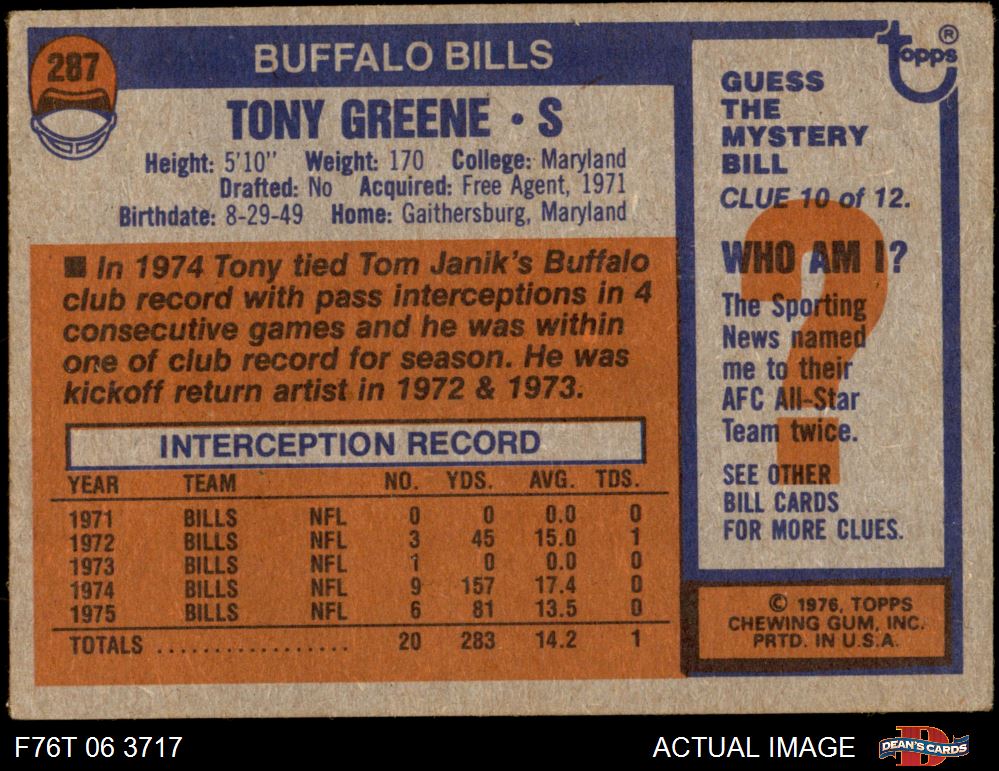 287
BUFFALO BILLS
TONY GREENE • S
Height: 5'10" Weight: 170 College: Maryland
Drafted: No Acquired: Free Agent, 1971
Birthdate: 8-29-49 Home: Gaithersburg, Maryland
■ In 1974 Tony tied Tom Janik's Buffalo
club record with pass interceptions in 4
consecutive games and he was within
one of club record for season. He was
kickoff return artist in 1972 & 1973.
INTERCEPTION RECORD
YEAR TEAM NO. YDS. AVG. TDS.
1971 BILLS NFL 0 0 0.0 0
1972 BILLS NFL 3 45 15.0 1
1973 BILLS NFL 1 0 0.0 0
1974 BILLS NFL 9 157 17.4 0
1975 BILLS NFL 6 81 13.5 0
TOTALS ................. 20 283 14.2 1
topps®
GUESS
THE
MYSTERY
BILL
CLUE 10 of 12.
WHO AM I?
The Sporting
News named
me to their
AFC All-Star
Team twice.
SEE OTHER
BILL CARDS
FOR MORE CLUES.
?
© 1976, TOPPS
CHEWING GUM, INC.
PRTD. IN U.S.A.
F76T 06 3717
ACTUAL IMAGE
D
DEAN'S CARDS